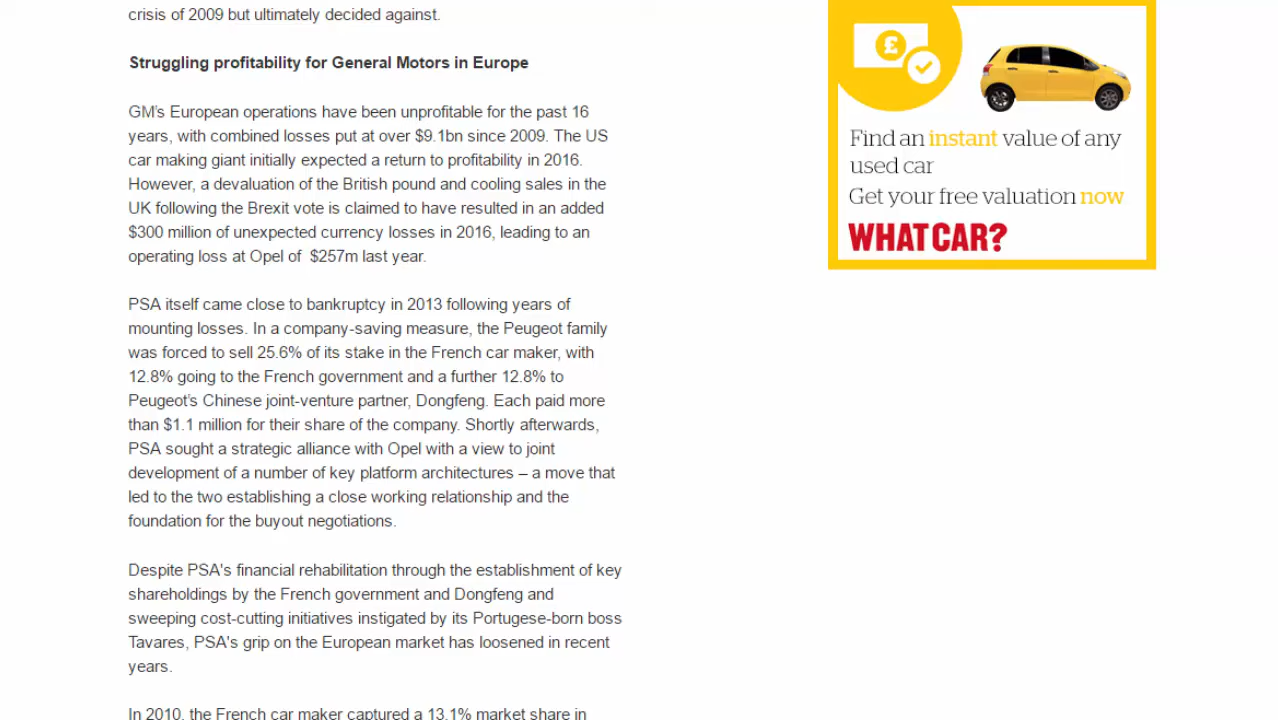 crisis of 2009 but ultimately decided against.
Struggling profitability for General Motors in Europe
GM's European operations have been unprofitable for the past 16
years, with combined losses put at over $9.1bn since 2009. The US
car making giant initially expected a return to profitability in 2016.
However, a devaluation of the British pound and cooling sales in the
UK following the Brexit vote is claimed to have resulted in an added
$300 million of unexpected currency losses in 2016, leading to an
operating loss at Opel of  $257m last year.
PSA itself came close to bankruptcy in 2013 following years of
mounting losses. In a company-saving measure, the Peugeot family
was forced to sell 25.6% of its stake in the French car maker, with
12.8% going to the French government and a further 12.8% to
Peugeot's Chinese joint-venture partner, Dongfeng. Each paid more
than $1.1 million for their share of the company. Shortly afterwards,
PSA sought a strategic alliance with Opel with a view to joint
development of a number of key platform architectures – a move that
led to the two establishing a close working relationship and the
foundation for the buyout negotiations.
Despite PSA's financial rehabilitation through the establishment of key
shareholdings by the French government and Dongfeng and
sweeping cost-cutting initiatives instigated by its Portugese-born boss
Tavares, PSA's grip on the European market has loosened in recent
years.
In 2010, the French car maker captured a 13.1% market share in
£
Find an instant value of any
used car
Get your free valuation now
WHATCAR?